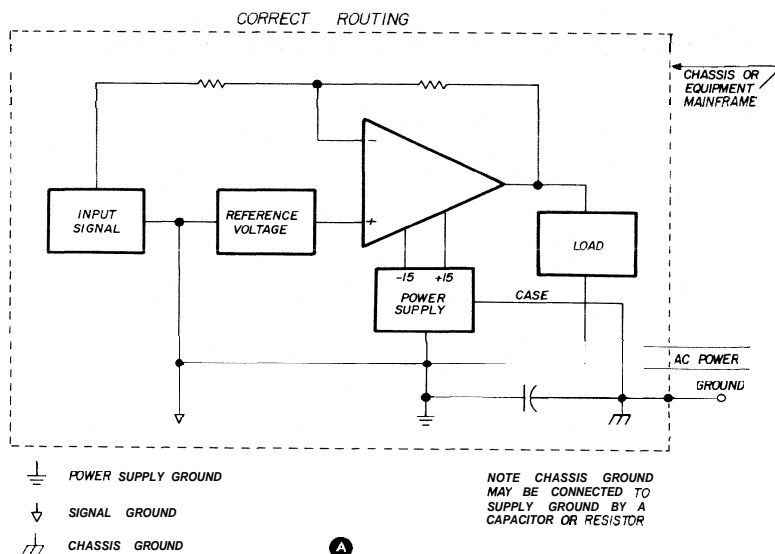 CORRECT ROUTING
CHASSIS OR
EQUIPMENT
MAINFRAME
INPUT
SIGNAL
REFERENCE
VOLTAGE
−
+
LOAD
-15 +15
POWER
SUPPLY
CASE
AC POWER
GROUND
POWER SUPPLY GROUND
SIGNAL GROUND
CHASSIS GROUND
NOTE CHASSIS GROUND
MAY BE CONNECTED TO
SUPPLY GROUND BY A
CAPACITOR OR RESISTOR
A